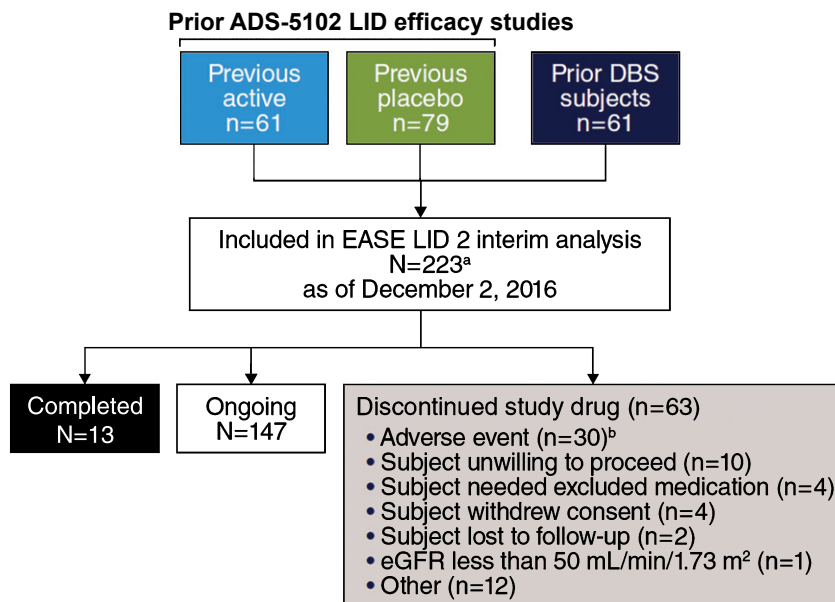 Prior ADS-5102 LID efficacy studies
Previous
active
n=61
Previous
placebo
n=79
Prior DBS
subjects
n=61
Included in EASE LID 2 interim analysis
N=223ᵃ
as of December 2, 2016
Completed
N=13
Ongoing
N=147
Discontinued study drug (n=63)
• Adverse event (n=30)ᵇ
• Subject unwilling to proceed (n=10)
• Subject needed excluded medication (n=4)
• Subject withdrew consent (n=4)
• Subject lost to follow-up (n=2)
• eGFR less than 50 mL/min/1.73 m² (n=1)
• Other (n=12)